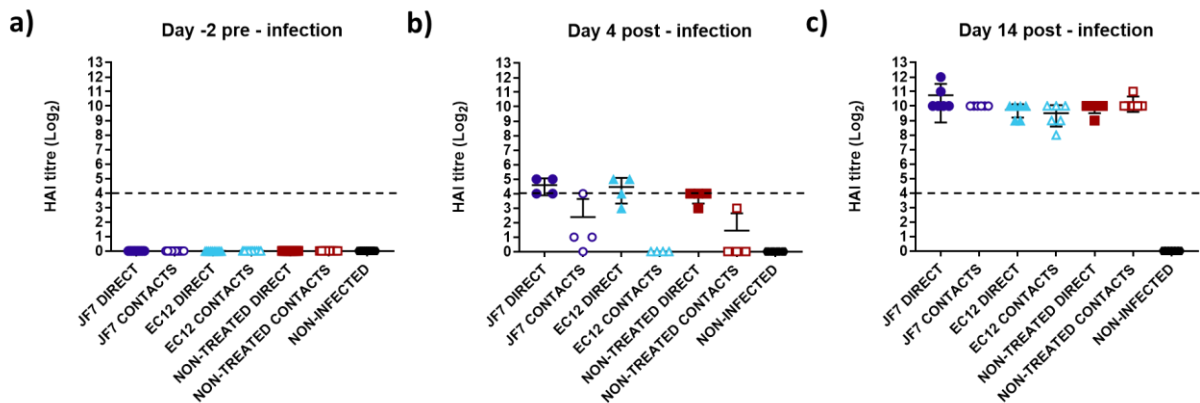 a)
Day -2 pre - infection
HAI titre (Log2)
13
12
11
10
9
8
7
6
5
4
3
2
1
0
JF7 DIRECT
JF7 CONTACTS
EC12 DIRECT
EC12 CONTACTS
NON-TREATED DIRECT
NON-TREATED CONTACTS
NON-INFECTED
b)
Day 4 post - infection
HAI titre (Log2)
13
12
11
10
9
8
7
6
5
4
3
2
1
0
JF7 DIRECT
JF7 CONTACTS
EC12 DIRECT
EC12 CONTACTS
NON-TREATED DIRECT
NON-TREATED CONTACTS
NON-INFECTED
c)
Day 14 post - infection
HAI titre (Log2)
13
12
11
10
9
8
7
6
5
4
3
2
1
0
JF7 DIRECT
JF7 CONTACTS
EC12 DIRECT
EC12 CONTACTS
NON-TREATED DIRECT
NON-TREATED CONTACTS
NON-INFECTED